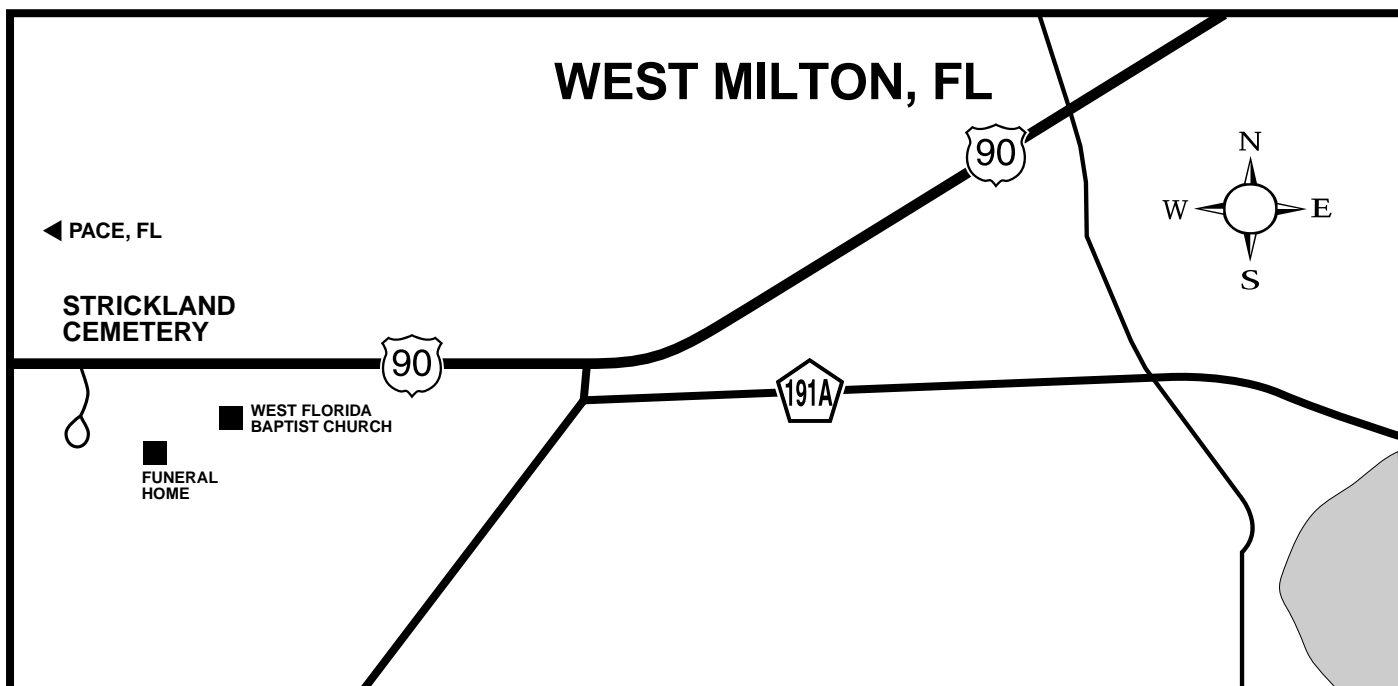 WEST MILTON, FL
90
N
W
E
S
PACE, FL
STRICKLAND
CEMETERY
90
191A
WEST FLORIDA
BAPTIST CHURCH
FUNERAL
HOME